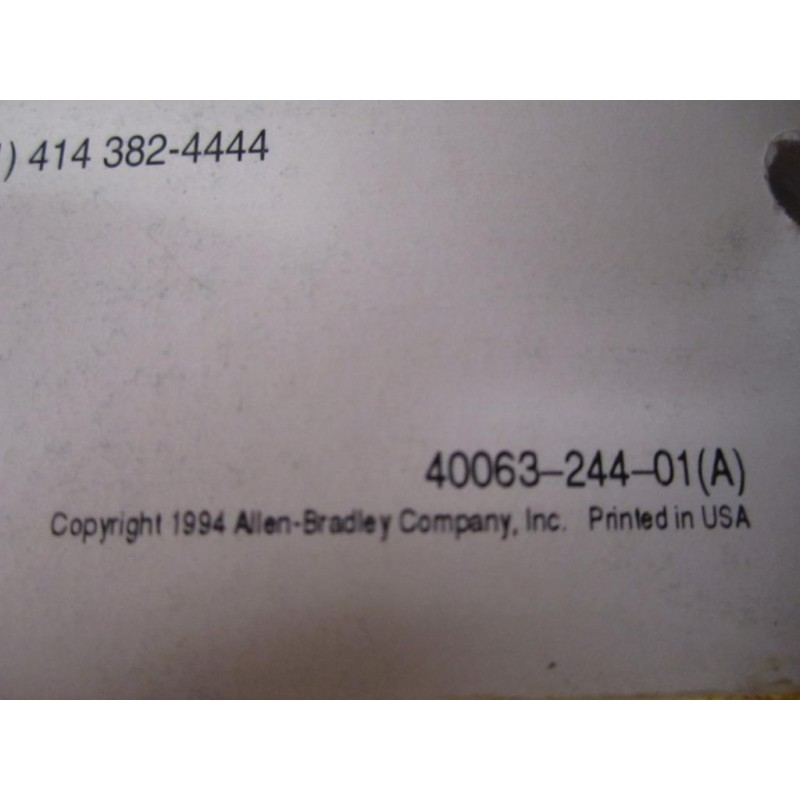 ) 414 382-4444
40063-244-01(A)
Copyright 1994 Allen-Bradley Company, Inc. Printed in USA